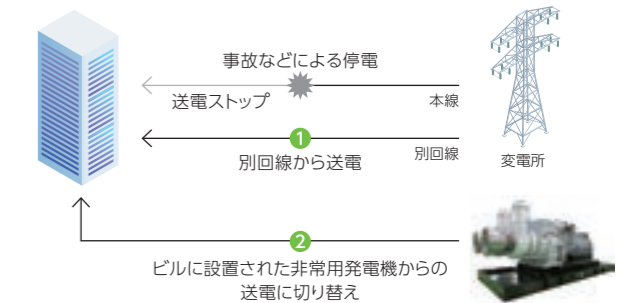 事故などによる停電
送電ストップ
本線
1
別回線から送電
別回線
変電所
2
ビルに設置された非常用発電機からの
送電に切り替え